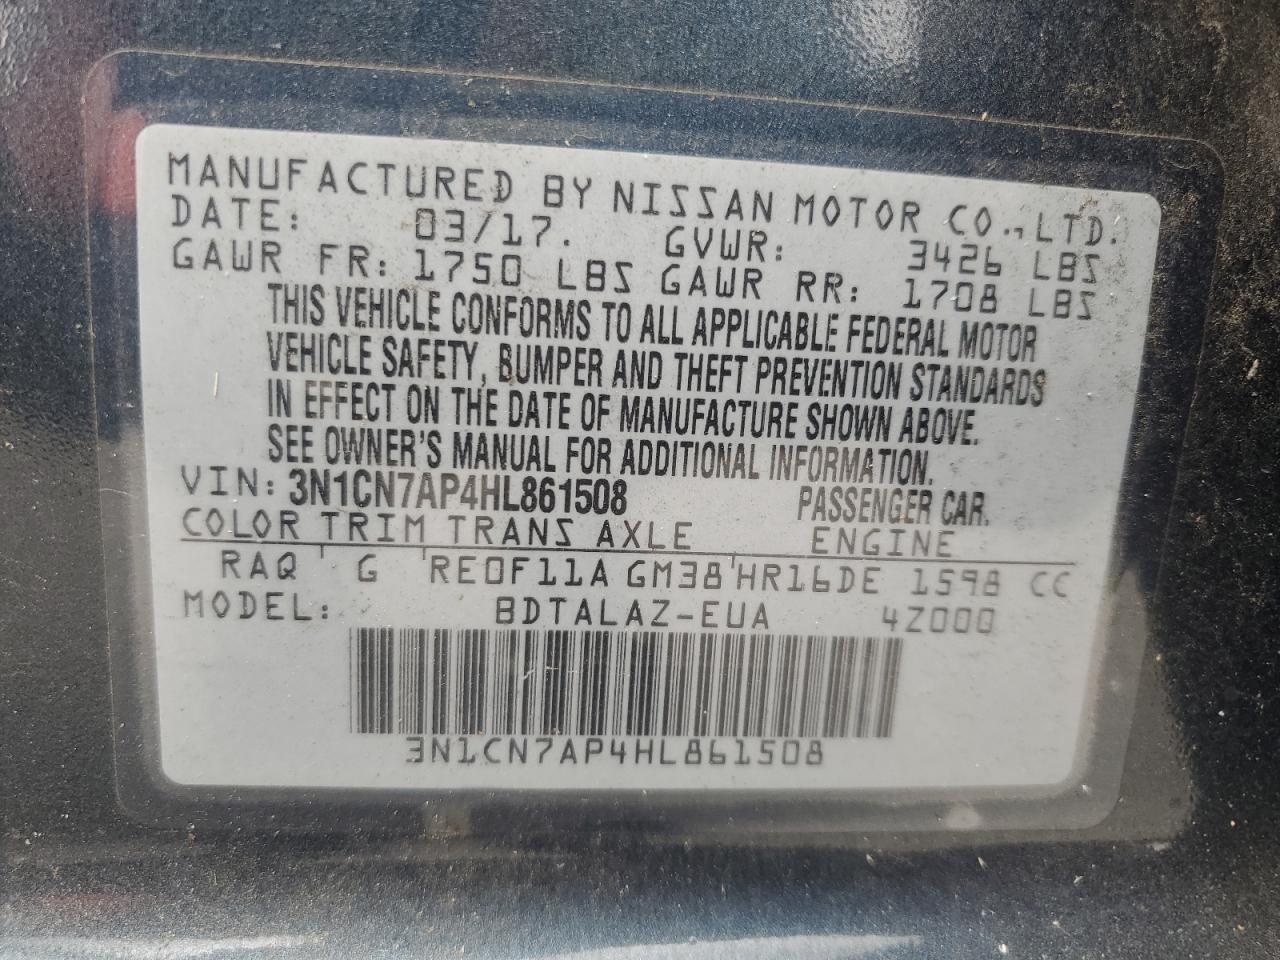 MANUFACTURED BY NISSAN MOTOR CO., LTD.
DATE: 03/17. GVWR: 3426 LBS
GAWR FR: 1750 LBS GAWR RR: 1708 LBS
THIS VEHICLE CONFORMS TO ALL APPLICABLE FEDERAL MOTOR
VEHICLE SAFETY, BUMPER AND THEFT PREVENTION STANDARDS
IN EFFECT ON THE DATE OF MANUFACTURE SHOWN ABOVE.
SEE OWNER'S MANUAL FOR ADDITIONAL INFORMATION.
VIN: 3N1CN7AP4HL861508 PASSENGER CAR.
COLOR TRIM TRANS AXLE ENGINE
RAQ G RE0F11A GM38 HR16DE 1598 CC
MODEL: BDTALAZ-EUA 4Z000
3N1CN7AP4HL861508